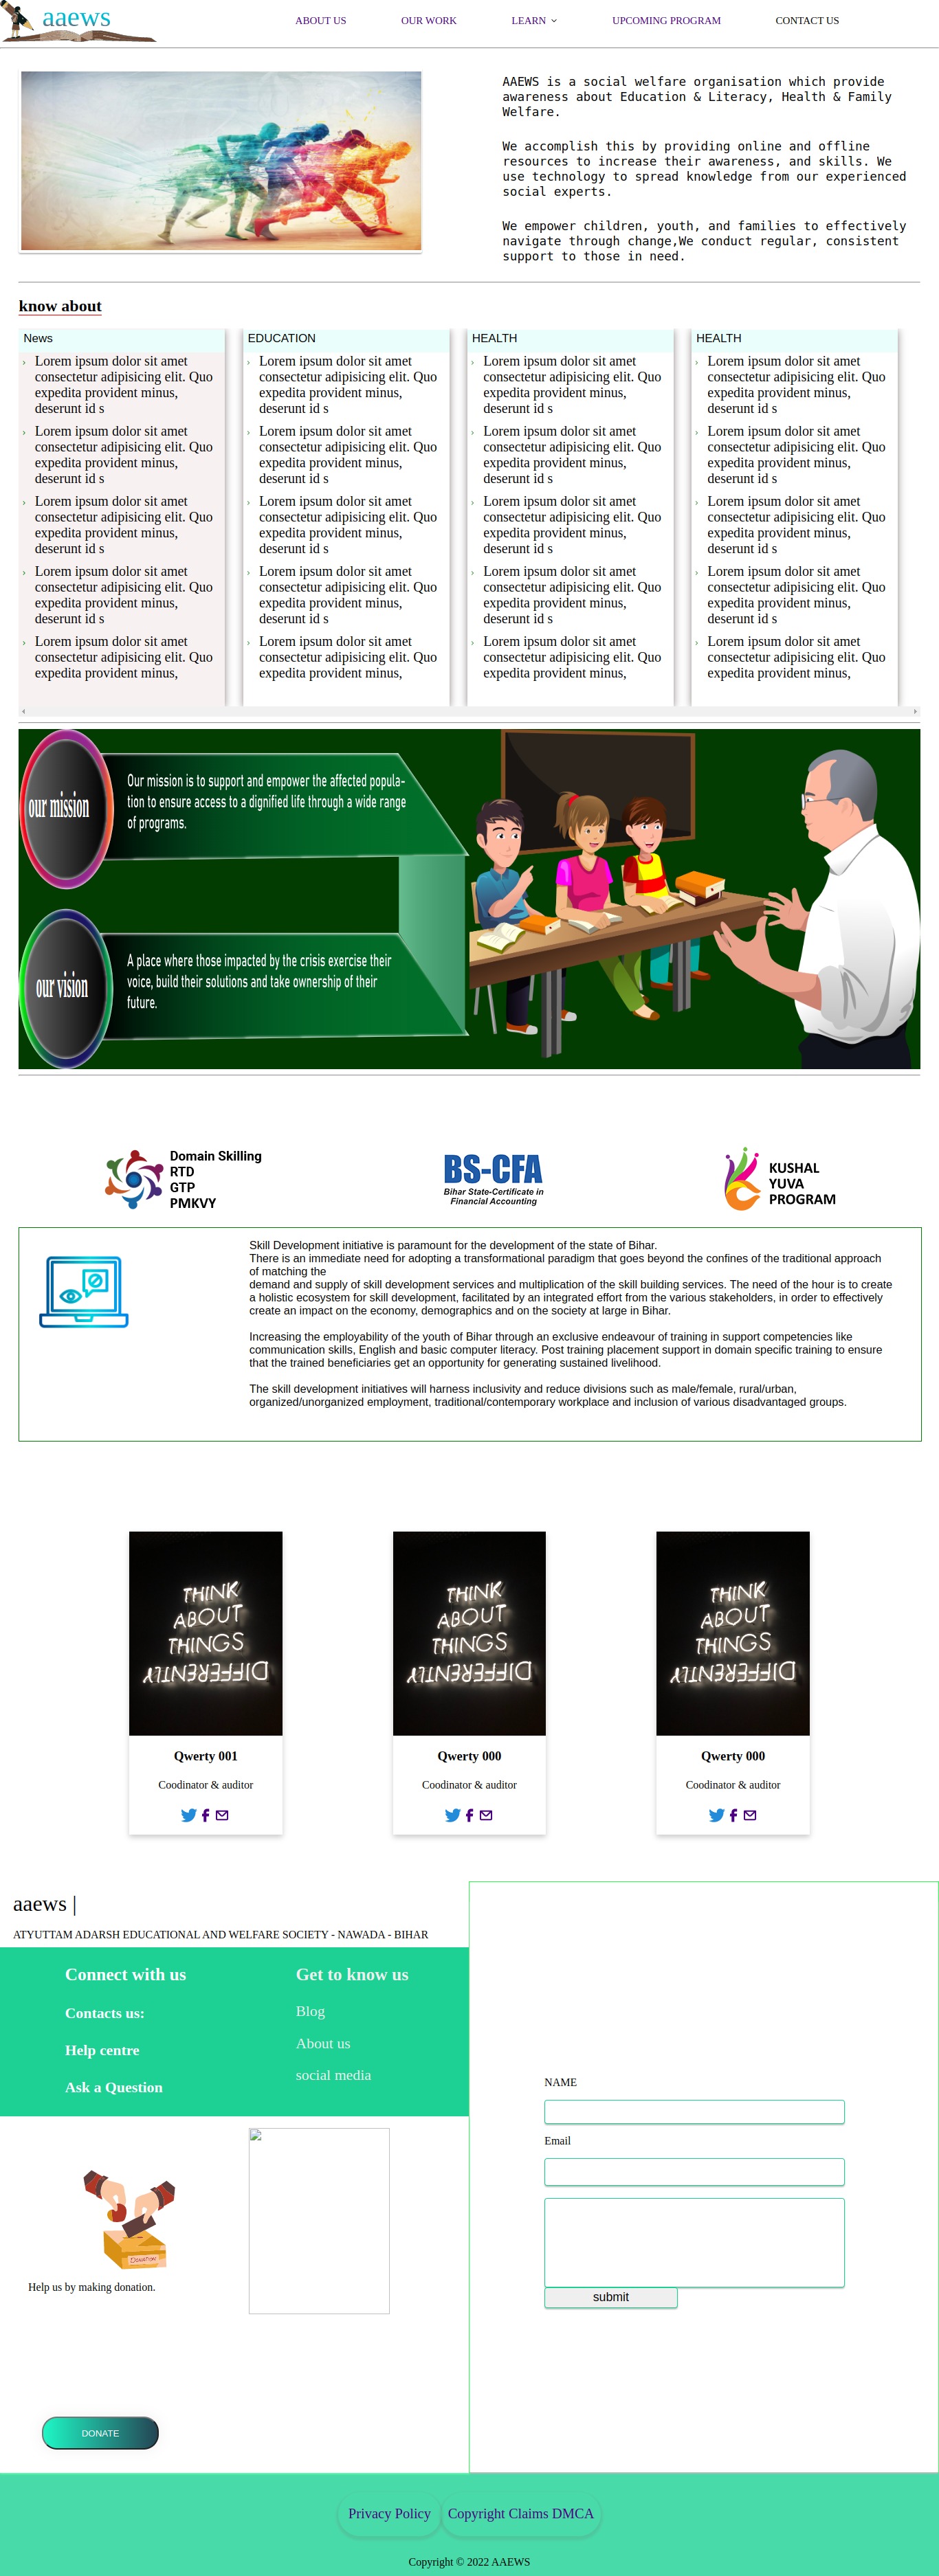 aaews
ABOUT US
OUR WORK
LEARN
UPCOMING PROGRAM
CONTACT US
AAEWS is a social welfare organisation which provide
awareness about Education & Literacy, Health & Family
Welfare.
We accomplish this by providing online and offline
resources to increase their awareness, and skills. We
use technology to spread knowledge from our experienced
social experts.
We empower children, youth, and families to effectively
navigate through change,We conduct regular, consistent
support to those in need.
know about
News
Lorem ipsum dolor sit amet
consectetur adipisicing elit. Quo
expedita provident minus,
deserunt id s
Lorem ipsum dolor sit amet
consectetur adipisicing elit. Quo
expedita provident minus,
deserunt id s
Lorem ipsum dolor sit amet
consectetur adipisicing elit. Quo
expedita provident minus,
deserunt id s
Lorem ipsum dolor sit amet
consectetur adipisicing elit. Quo
expedita provident minus,
deserunt id s
Lorem ipsum dolor sit amet
consectetur adipisicing elit. Quo
expedita provident minus,
EDUCATION
Lorem ipsum dolor sit amet
consectetur adipisicing elit. Quo
expedita provident minus,
deserunt id s
Lorem ipsum dolor sit amet
consectetur adipisicing elit. Quo
expedita provident minus,
deserunt id s
Lorem ipsum dolor sit amet
consectetur adipisicing elit. Quo
expedita provident minus,
deserunt id s
Lorem ipsum dolor sit amet
consectetur adipisicing elit. Quo
expedita provident minus,
deserunt id s
Lorem ipsum dolor sit amet
consectetur adipisicing elit. Quo
expedita provident minus,
HEALTH
Lorem ipsum dolor sit amet
consectetur adipisicing elit. Quo
expedita provident minus,
deserunt id s
Lorem ipsum dolor sit amet
consectetur adipisicing elit. Quo
expedita provident minus,
deserunt id s
Lorem ipsum dolor sit amet
consectetur adipisicing elit. Quo
expedita provident minus,
deserunt id s
Lorem ipsum dolor sit amet
consectetur adipisicing elit. Quo
expedita provident minus,
deserunt id s
Lorem ipsum dolor sit amet
consectetur adipisicing elit. Quo
expedita provident minus,
HEALTH
Lorem ipsum dolor sit amet
consectetur adipisicing elit. Quo
expedita provident minus,
deserunt id s
Lorem ipsum dolor sit amet
consectetur adipisicing elit. Quo
expedita provident minus,
deserunt id s
Lorem ipsum dolor sit amet
consectetur adipisicing elit. Quo
expedita provident minus,
deserunt id s
Lorem ipsum dolor sit amet
consectetur adipisicing elit. Quo
expedita provident minus,
deserunt id s
Lorem ipsum dolor sit amet
consectetur adipisicing elit. Quo
expedita provident minus,
our mission
Our mission is to support and empower the affected popula-
tion to ensure access to a dignified life through a wide range
of programs.
our vision
A place where those impacted by the crisis exercise their
voice, build their solutions and take ownership of their
future.
Domain Skilling
RTD
GTP
PMKVY
BS-CFA
Bihar State-Certificate in
Financial Accounting
KUSHAL
YUVA
PROGRAM
Skill Development initiative is paramount for the development of the state of Bihar.
There is an immediate need for adopting a transformational paradigm that goes beyond the confines of the traditional approach
of matching the
demand and supply of skill development services and multiplication of the skill building services. The need of the hour is to create
a holistic ecosystem for skill development, facilitated by an integrated effort from the various stakeholders, in order to effectively
create an impact on the economy, demographics and on the society at large in Bihar.
Increasing the employability of the youth of Bihar through an exclusive endeavour of training in support competencies like
communication skills, English and basic computer literacy. Post training placement support in domain specific training to ensure
that the trained beneficiaries get an opportunity for generating sustained livelihood.
The skill development initiatives will harness inclusivity and reduce divisions such as male/female, rural/urban,
organized/unorganized employment, traditional/contemporary workplace and inclusion of various disadvantaged groups.
THINK
ABOUT
THINGS
DIFFERENTLY
Qwerty 001
Coodinator & auditor
THINK
ABOUT
THINGS
DIFFERENTLY
Qwerty 000
Coodinator & auditor
THINK
ABOUT
THINGS
DIFFERENTLY
Qwerty 000
Coodinator & auditor
aaews |
ATYUTTAM ADARSH EDUCATIONAL AND WELFARE SOCIETY - NAWADA - BIHAR
Connect with us
Contacts us:
Help centre
Ask a Question
Get to know us
Blog
About us
social media
DONATION
Help us by making donation.
DONATE
NAME
Email
submit
Privacy Policy
Copyright Claims DMCA
Copyright © 2022 AAEWS